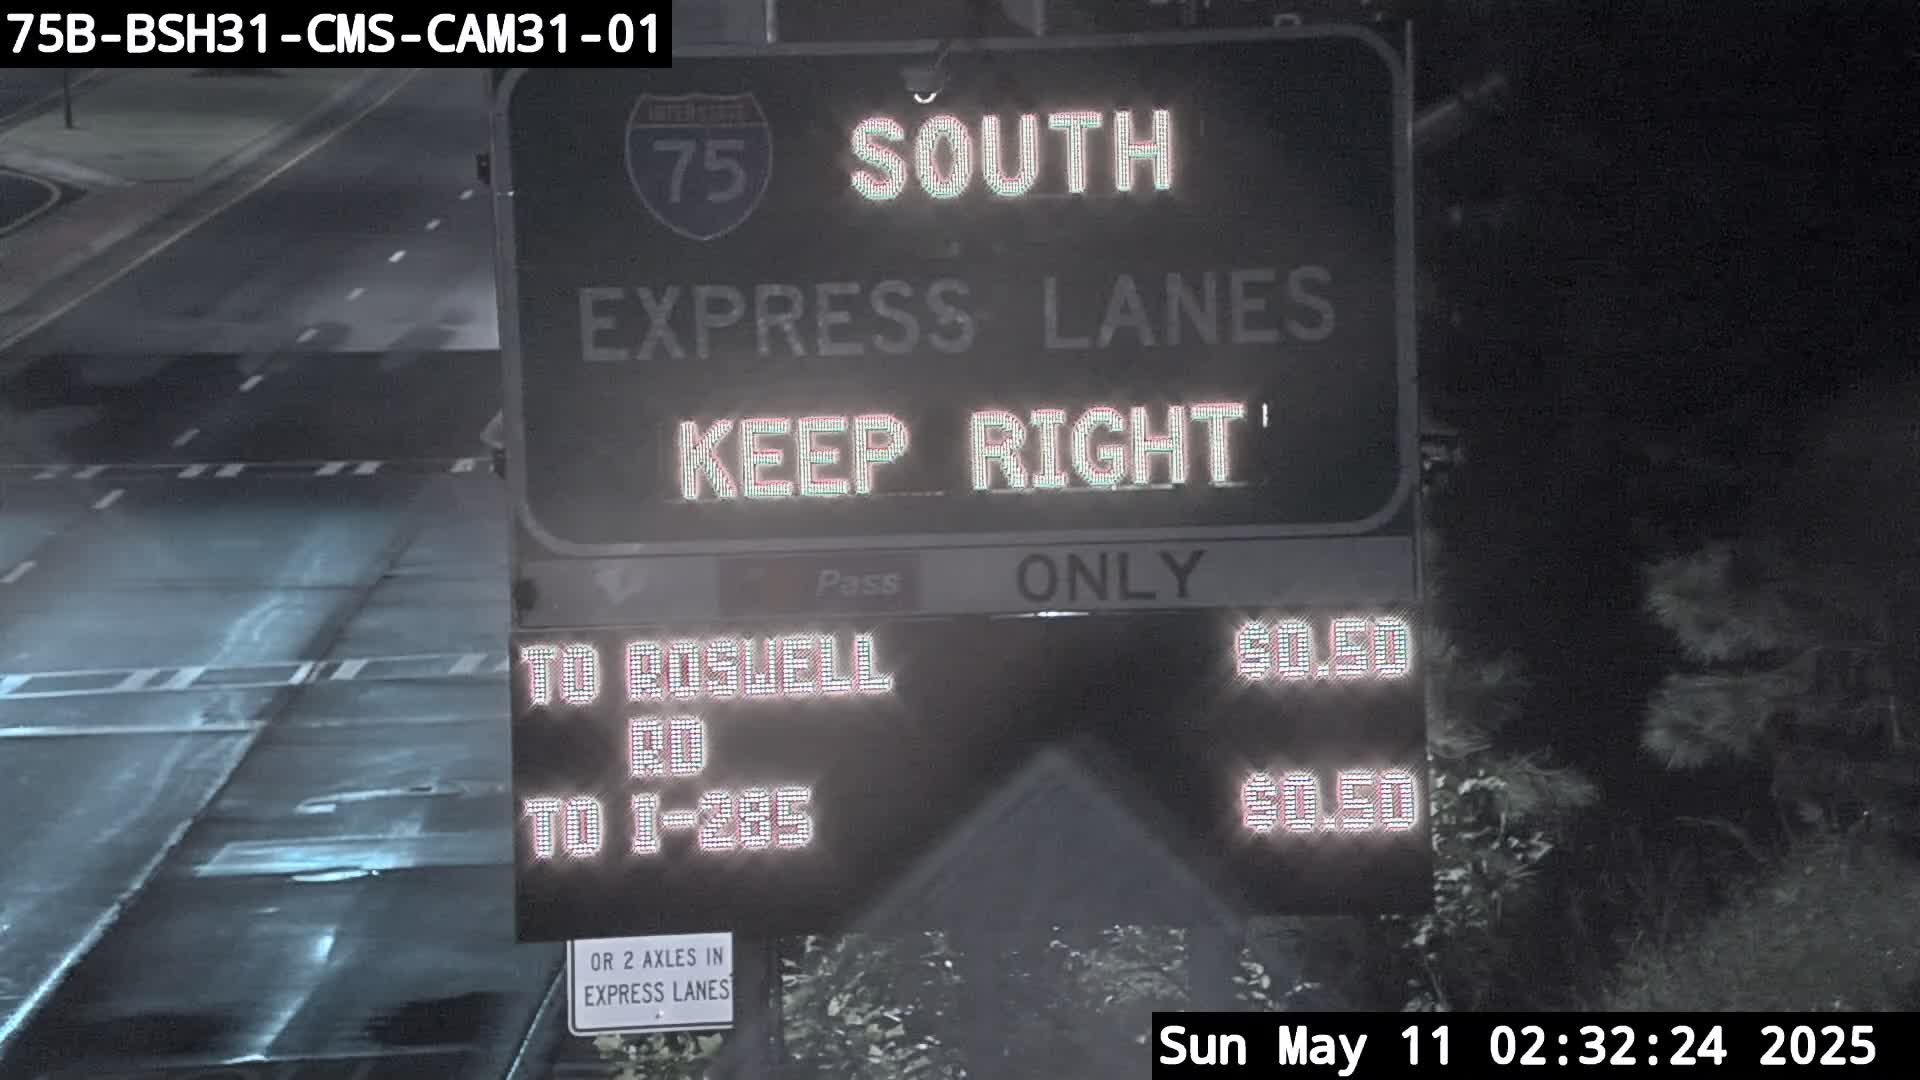 75B-BSH31-CMS-CAM31-01
INTERSTATE
75
SOUTH
EXPRESS LANES
KEEP RIGHT
Pass ONLY
TO ROSWELL $0.50
RD
TO I-285 $0.50
OR 2 AXLES IN
EXPRESS LANES
Sun May 11 02:32:24 2025